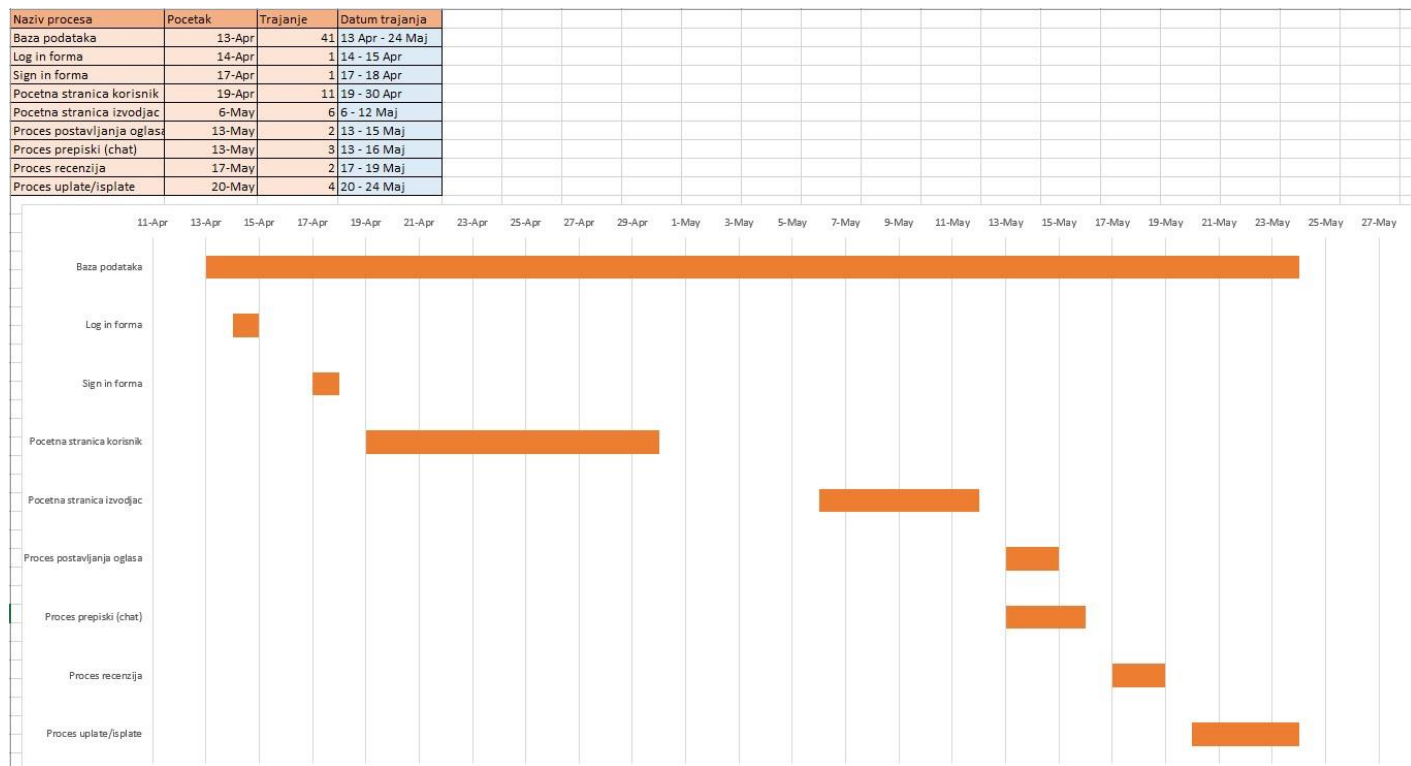 Naziv procesa Pocetak Trajanje Datum trajanja
Baza podataka 13-Apr 41 13 Apr - 24 Maj
Log in forma 14-Apr 1 14 - 15 Apr
Sign in forma 17-Apr 1 17 - 18 Apr
Pocetna stranica korisnik 19-Apr 11 19 - 30 Apr
Pocetna stranica izvodjac 6-May 6 6 - 12 Maj
Proces postavljanja oglasa 13-May 2 13 - 15 Maj
Proces prepiski (chat) 13-May 3 13 - 16 Maj
Proces recenzija 17-May 2 17 - 19 Maj
Proces uplate/isplate 20-May 4 20 - 24 Maj
11-Apr 13-Apr 15-Apr 17-Apr 19-Apr 21-Apr 23-Apr 25-Apr 27-Apr 29-Apr 1-May 3-May 5-May 7-May 9-May 11-May 13-May 15-May 17-May 19-May 21-May 23-May 25-May 27-May
Baza podataka
Log in forma
Sign in forma
Pocetna stranica korisnik
Pocetna stranica izvodjac
Proces postavljanja oglasa
Proces prepiski (chat)
Proces recenzija
Proces uplate/isplate